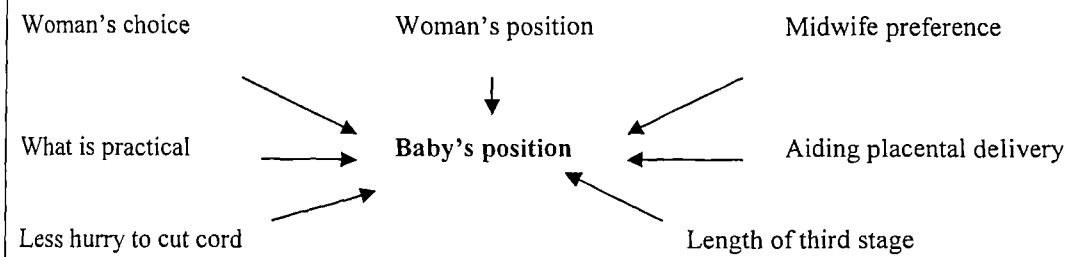 Woman's choice Woman's position Midwife preference
What is practical Baby's position Aiding placental delivery
Less hurry to cut cord Length of third stage